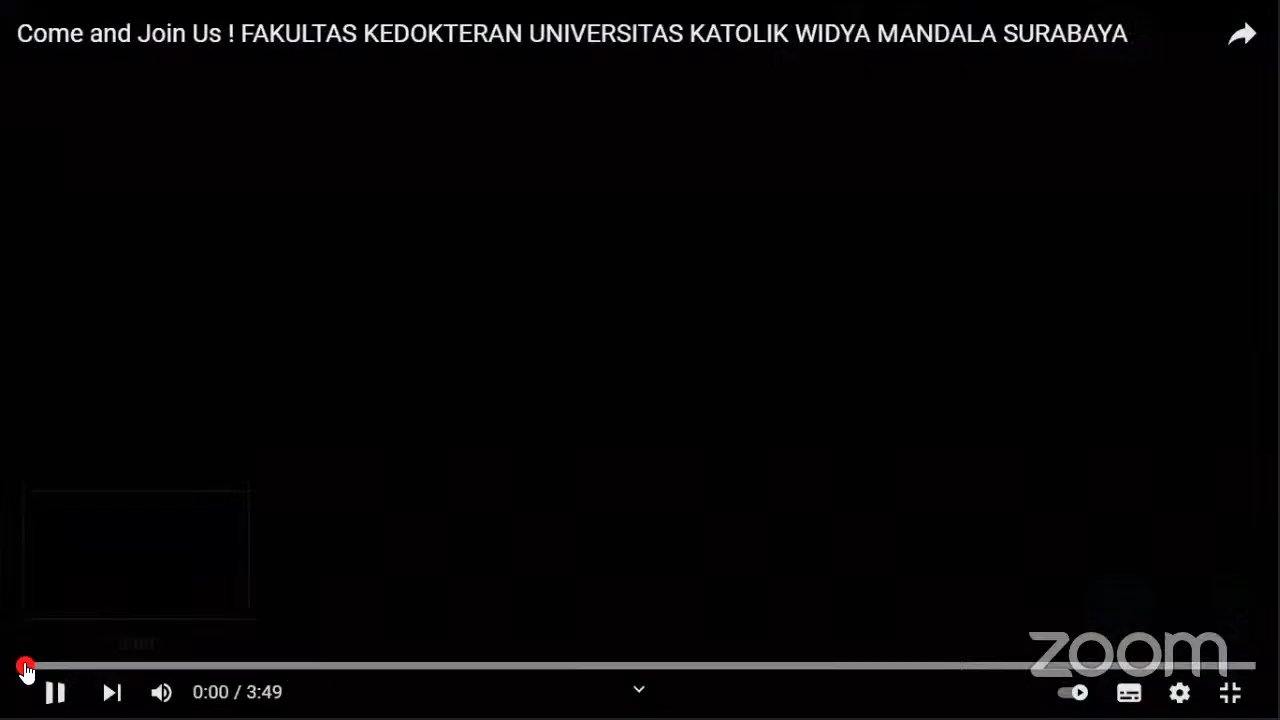 Come and Join Us ! FAKULTAS KEDOKTERAN UNIVERSITAS KATOLIK WIDYA MANDALA SURABAYA
zoom
0:00 / 3:49